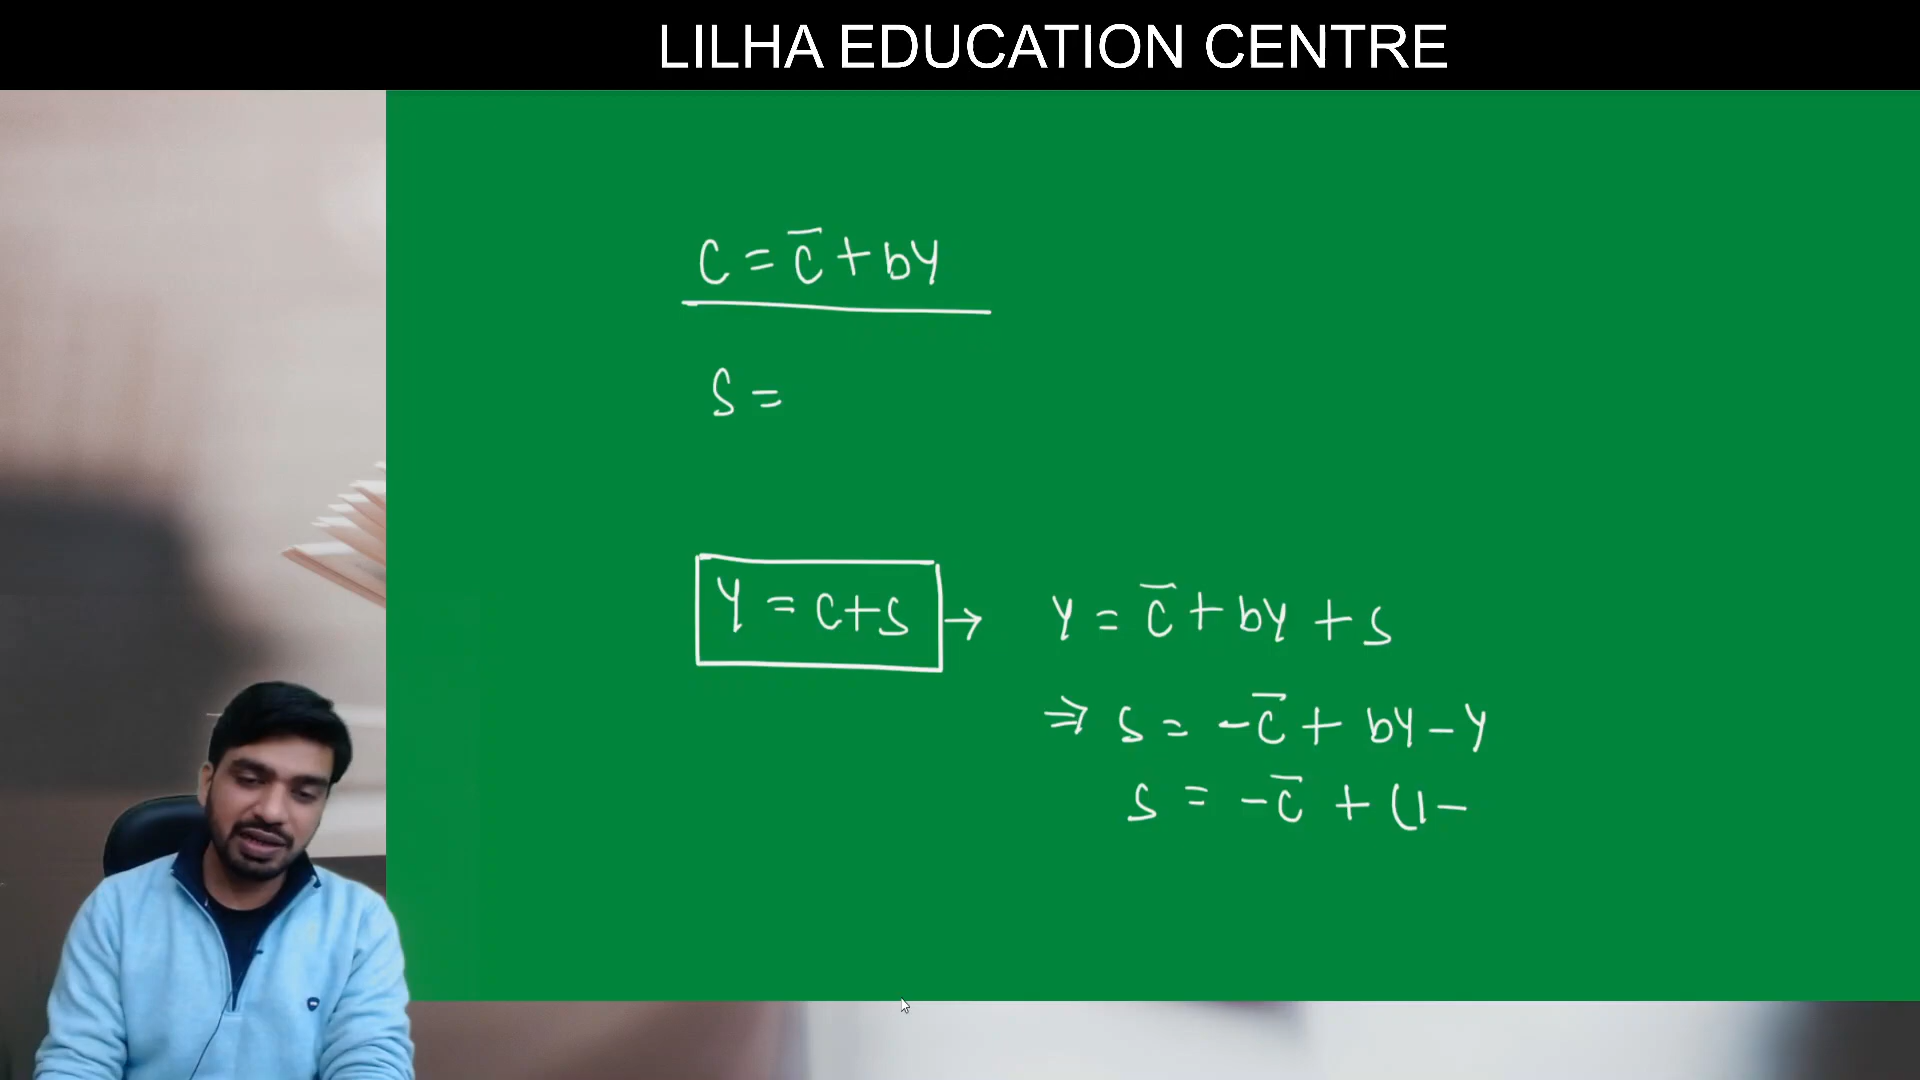 LILHA EDUCATION CENTRE
C = c̅ + bY
S =
Y = C+S → Y = c̅ + bY + S
⇒ S = -c̅ + bY - Y
S = -c̅ + (1 -